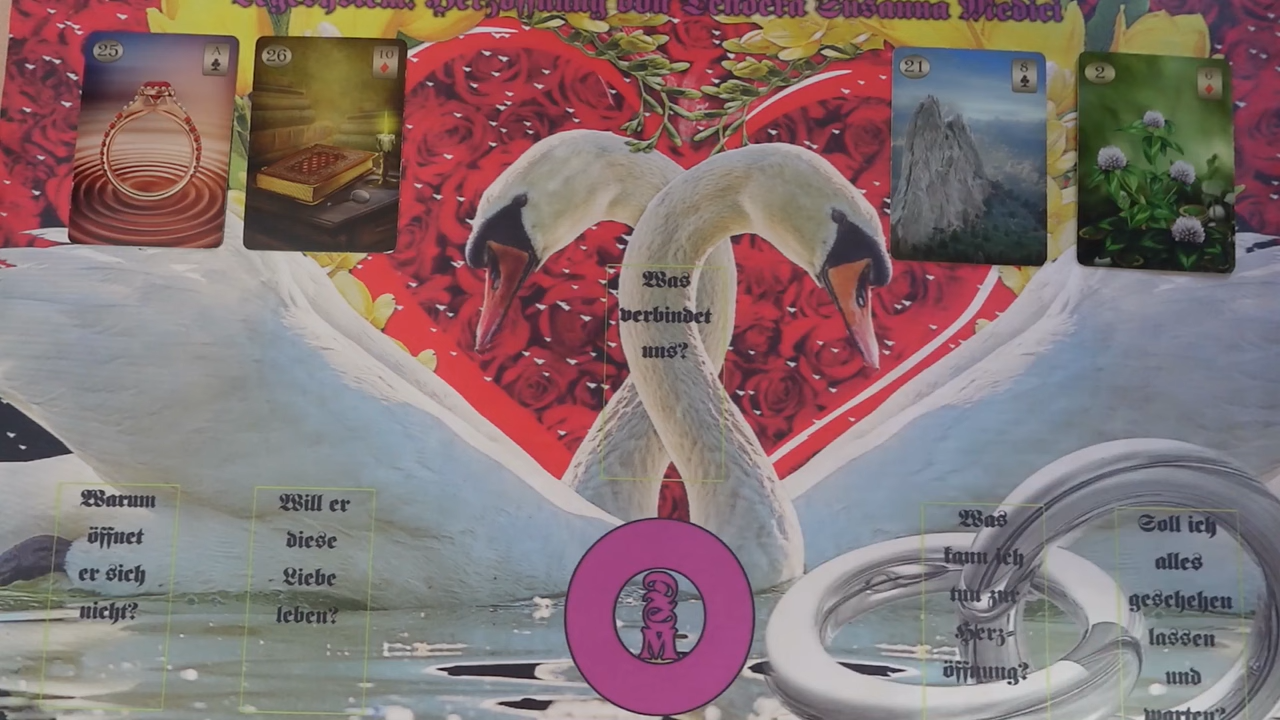 Legesystem: Herzöffnung von Dendera Susanna Medici
25
A
26
10
21
8
2
6
Was
verbindet
uns?
Warum
öffnet
er sich
nicht?
Will er
diese
Liebe
leben?
Was
kann ich
tun zur
Herz-
öffnung?
Soll ich
alles
geschehen
lassen
und
warten?